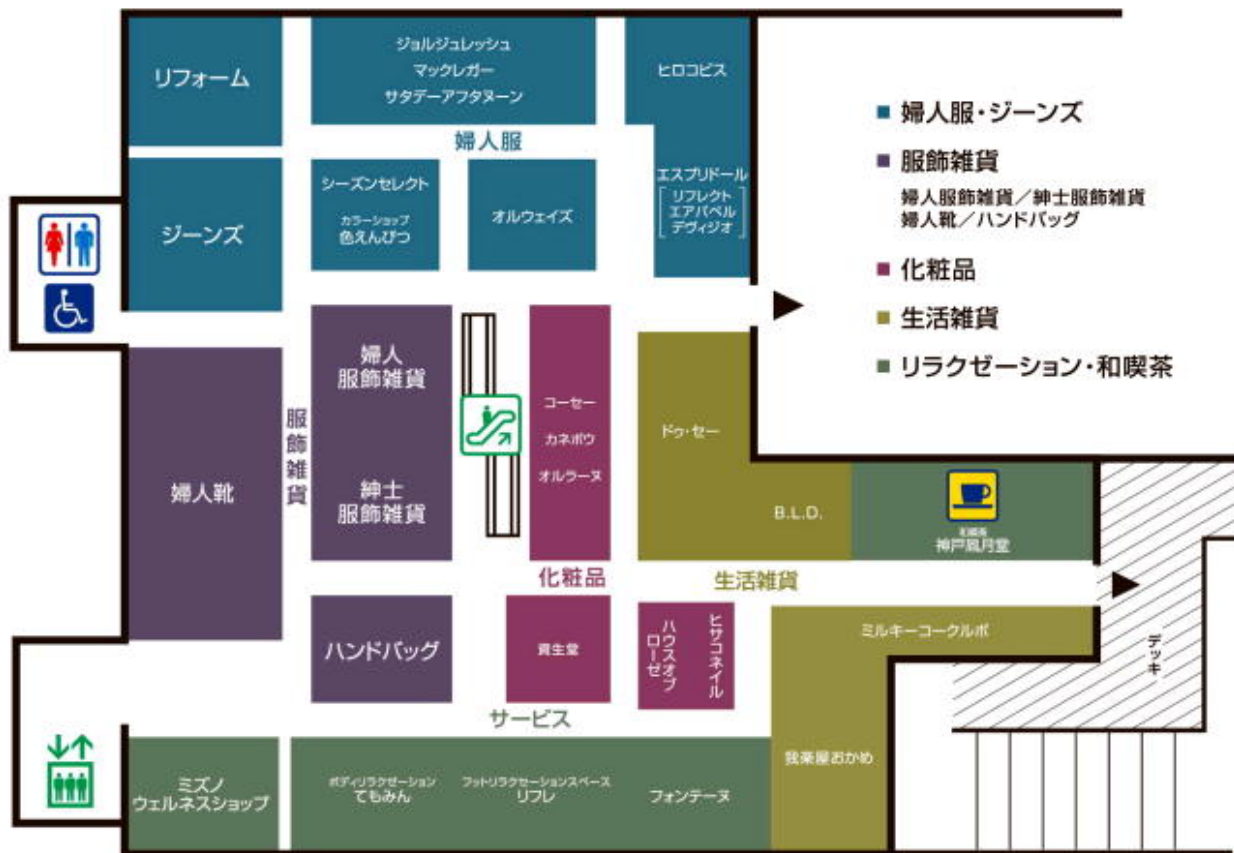 リフォーム
ジョルジュレッシュ
マックレガー
サタデーアフタヌーン
ヒロコビス
婦人服
ジーンズ
シーズンセレクト
カラーショップ
色えんぴつ
オルウェイズ
エスプリドール
リフレクト
エアパペル
デヴィジオ
婦人服・ジーンズ
服飾雑貨
婦人服飾雑貨／紳士服飾雑貨
婦人靴／ハンドバッグ
化粧品
生活雑貨
リラクゼーション・和喫茶
婦人靴
服飾雑貨
婦人
服飾雑貨
紳士
服飾雑貨
コーセー
カネボウ
オルラーヌ
ドゥ・セー
B.L.D.
和喫茶
神戸風月堂
化粧品
生活雑貨
ハンドバッグ
資生堂
ハウスオブ
ローゼ
ヒサコネイル
ミルキーコークルポ
デッキ
サービス
ミズノ
ウェルネスショップ
ボディリラクゼーション
てもみん
フットリラクセーションスペース
リフレ
フォンテーヌ
我楽屋おかめ